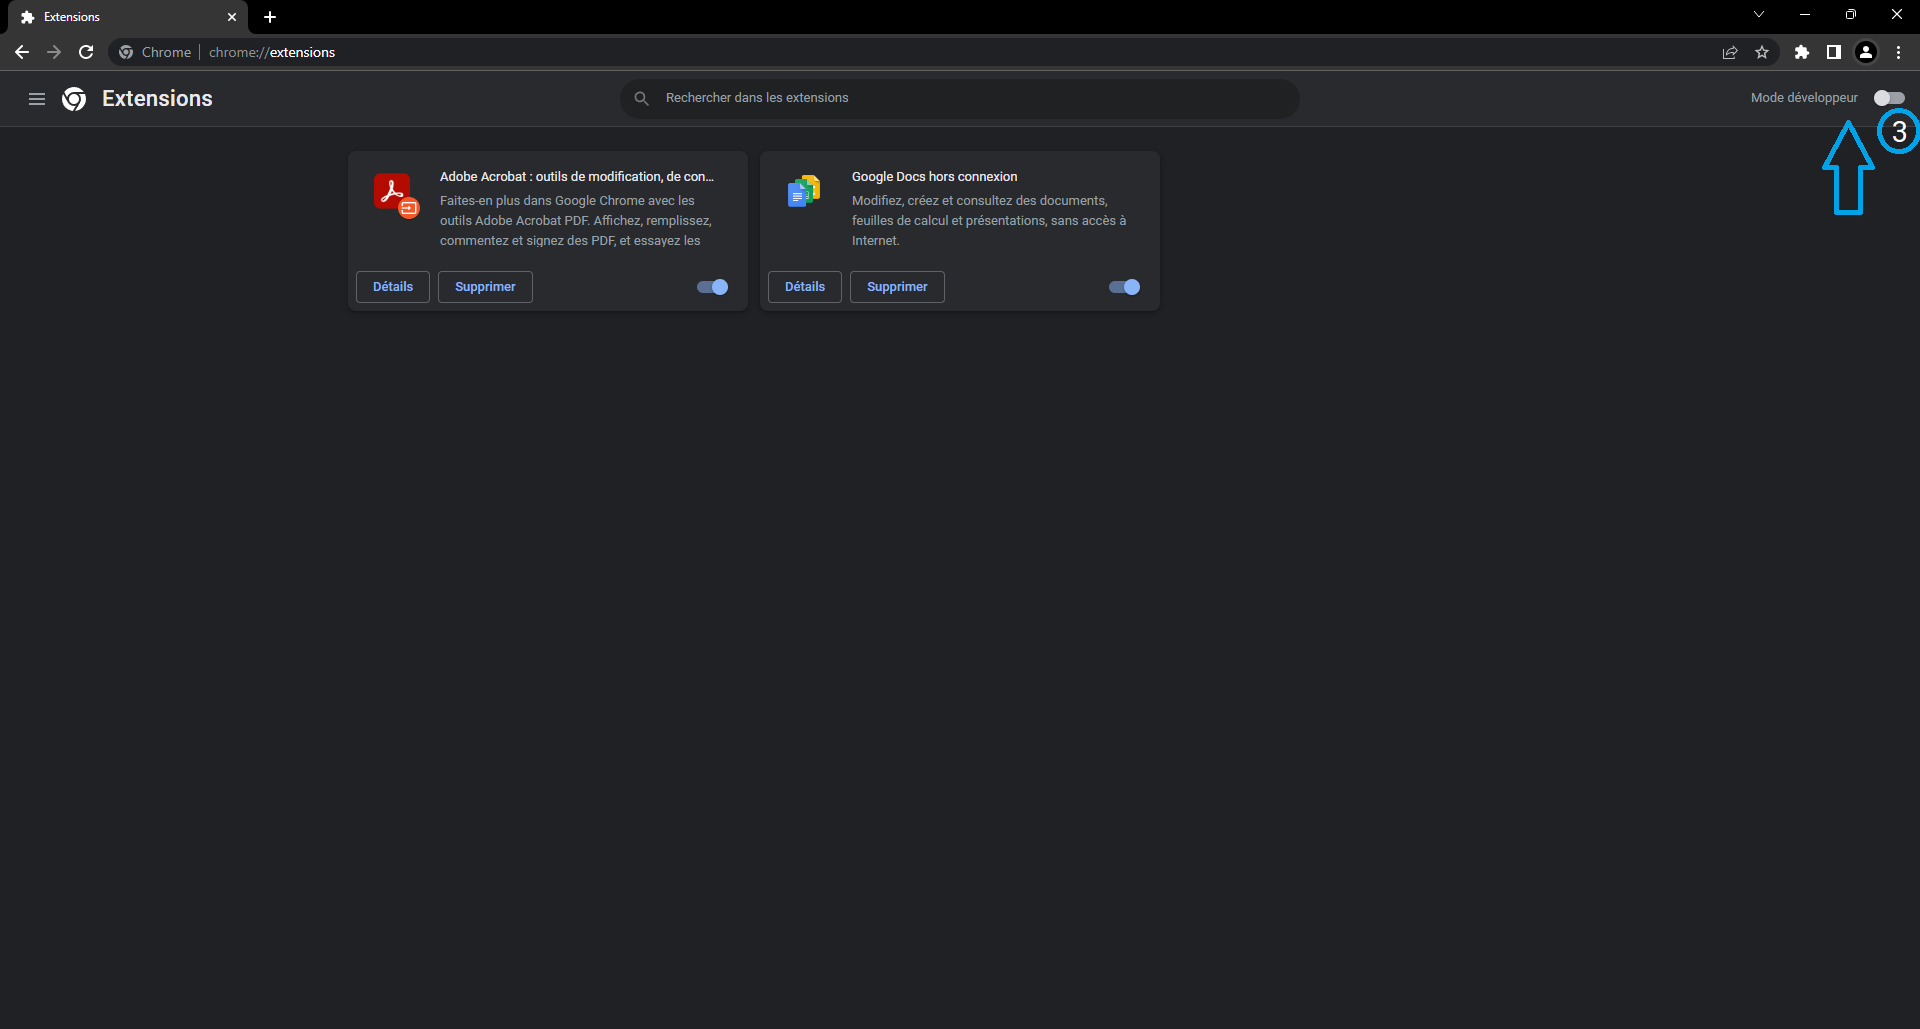 Extensions
Chrome
chrome://extensions
Extensions
Rechercher dans les extensions
Mode développeur
3
Adobe Acrobat : outils de modification, de con...
Faites-en plus dans Google Chrome avec les
outils Adobe Acrobat PDF. Affichez, remplissez,
commentez et signez des PDF, et essayez les
Détails
Supprimer
Google Docs hors connexion
Modifiez, créez et consultez des documents,
feuilles de calcul et présentations, sans accès à
Internet.
Détails
Supprimer